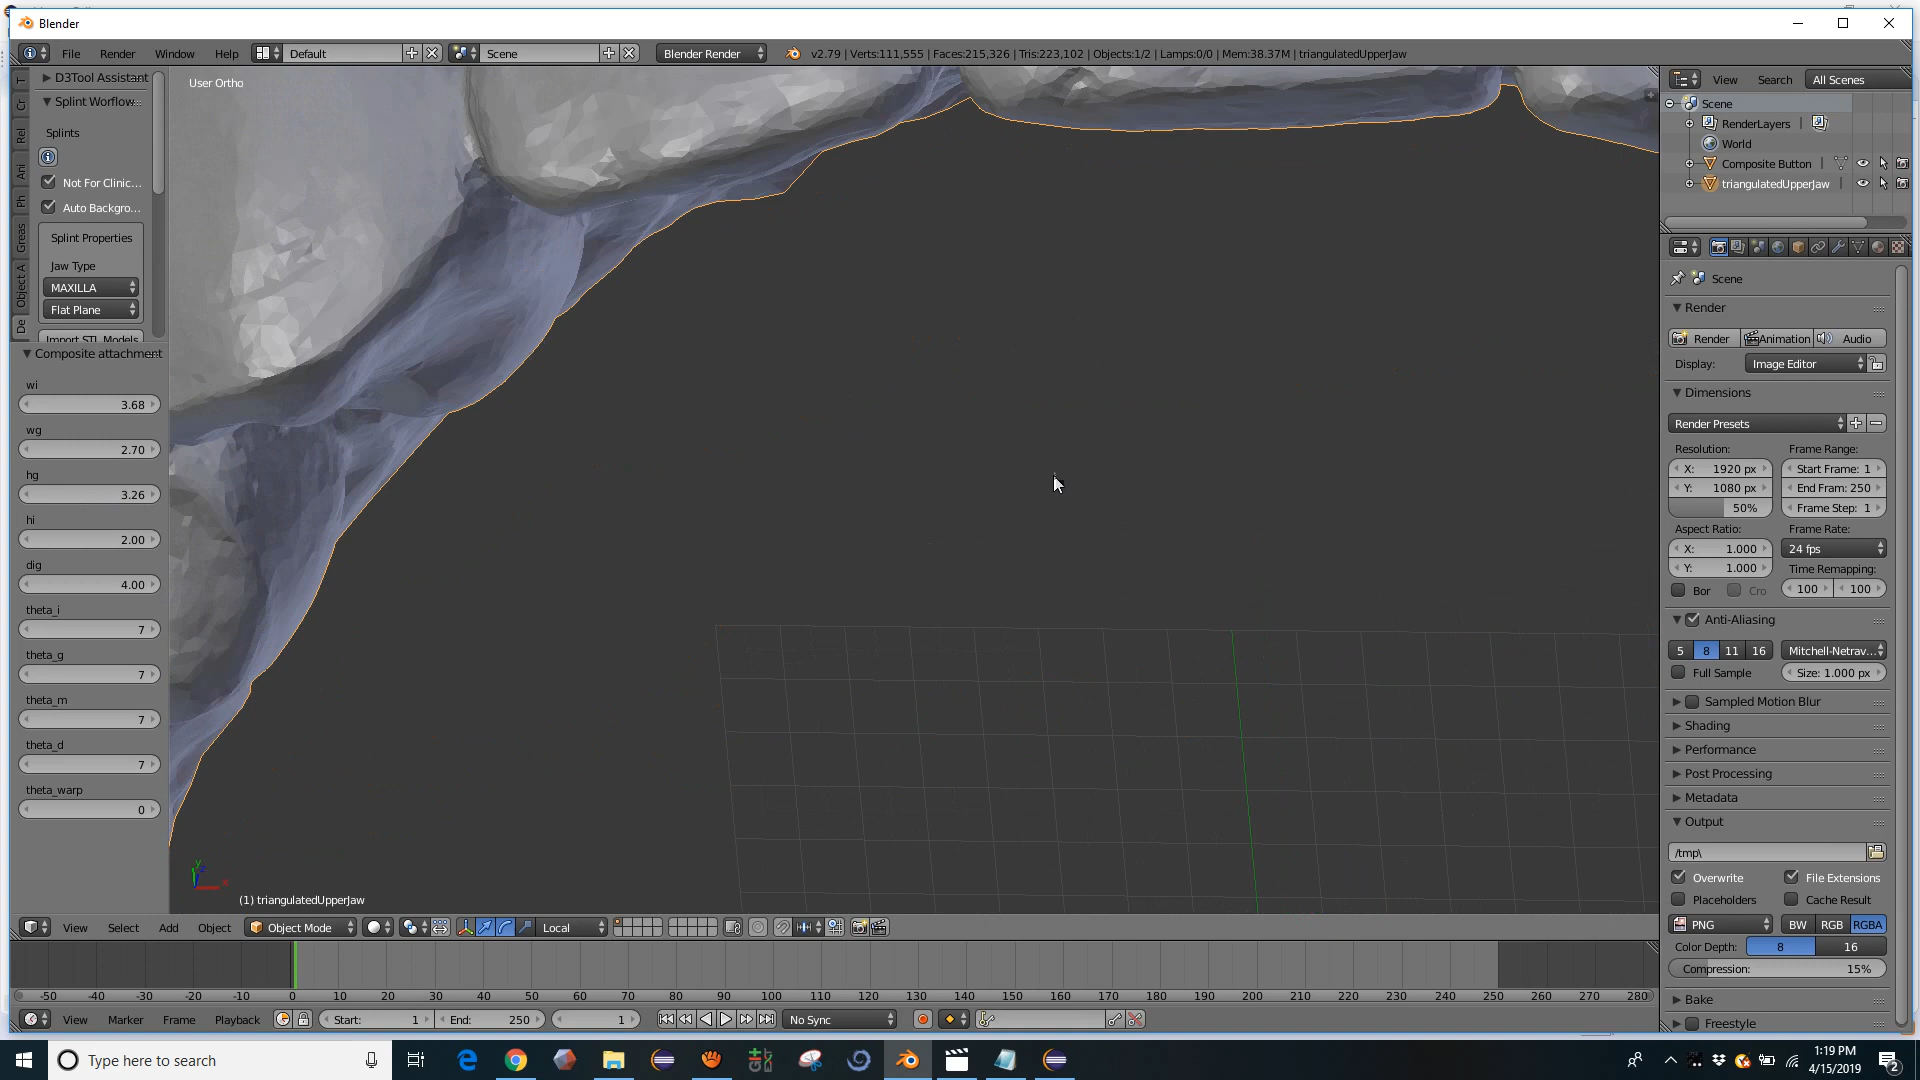 Blender
File Render Window Help Default Scene Blender Render v2.79 | Verts:111,555 | Faces:215,326 | Tris:223,102 | Objects:1/2 | Lamps:0/0 | Mem:38.37M | triangulatedUpperJaw
D3Tool Assistant
Splint Worflow
Splints
Not For Clinic...
Auto Backgro...
Splint Properties
Jaw Type
MAXILLA
Flat Plane
Import STL Models
T
Cr
Rel
Ani
Ph
Greas
Object A
De
Composite attachment
wi
3.68
wg
2.70
hg
3.26
hi
2.00
dig
4.00
theta_i
7
theta_g
7
theta_m
7
theta_d
7
theta_warp
0
User Ortho
(1) triangulatedUpperJaw
View Select Add Object Object Mode Local
-50 -40 -30 -20 -10 0 10 20 30 40 50 60 70 80 90 100 110 120 130 140 150 160 170 180 190 200 210 220 230 240 250 260 270 280
View Marker Frame Playback Start: 1 End: 250 1 No Sync
View Search All Scenes
Scene
RenderLayers |
World
Composite Button |
triangulatedUpperJaw |
Scene
Render
Render Animation Audio
Display: Image Editor
Dimensions
Render Presets
Resolution: Frame Range:
X: 1920 px Start Frame: 1
Y: 1080 px End Fram: 250
50% Frame Step: 1
Aspect Ratio: Frame Rate:
X: 1.000 24 fps
Y: 1.000 Time Remapping:
Bor Cro 100 100
Anti-Aliasing
5 8 11 16 Mitchell-Netrav...
Full Sample Size: 1.000 px
Sampled Motion Blur
Shading
Performance
Post Processing
Metadata
Output
/tmp\
Overwrite File Extensions
Placeholders Cache Result
PNG BW RGB RGBA
Color Depth: 8 16
Compression: 15%
Bake
Freestyle
Type here to search
1:19 PM
4/15/2019
2